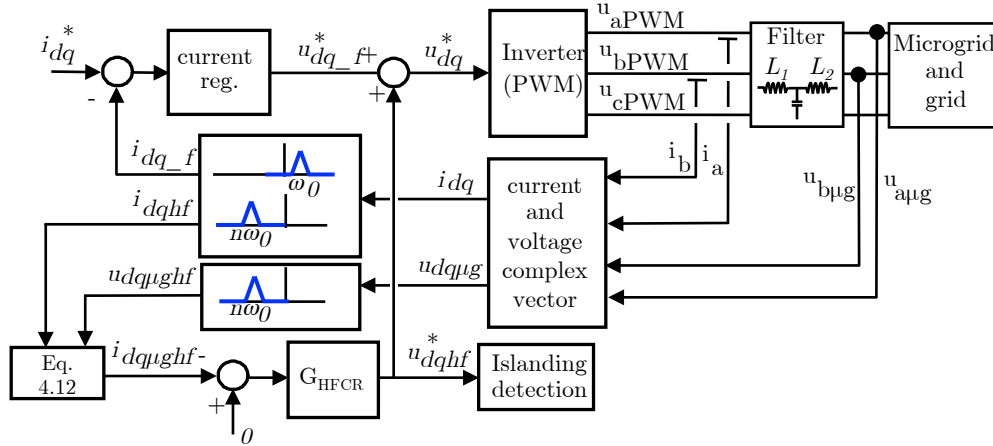 i*dq
-
current
reg.
u*dq_f
+
+
u*dq
Inverter
(PWM)
uaPWM
ubPWM
ucPWM
Filter
L1
L2
Microgrid
and
grid
idq_f
ω0
idqhf
nω0
idq
current
and
voltage
complex
vector
ib
ia
ubμg
uaμg
udqμghf
nω0
udqμg
Eq.
4.12
idqμghf
-
+
0
GHFCR
u*dqhf
Islanding
detection